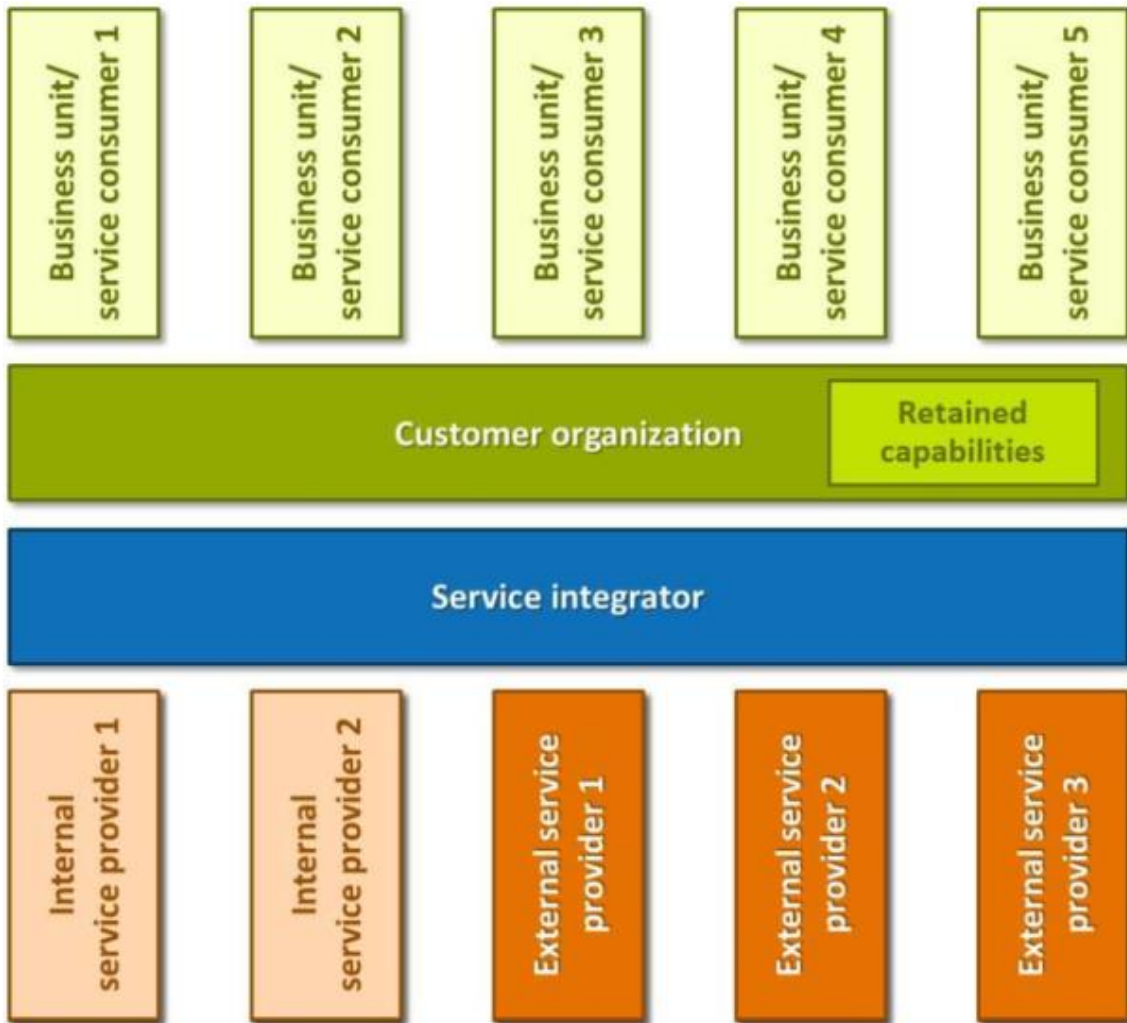 Business unit/
service consumer 1
Business unit/
service consumer 2
Business unit/
service consumer 3
Business unit/
service consumer 4
Business unit/
service consumer 5
Customer organization
Retained
capabilities
Service integrator
Internal
service provider 1
Internal
service provider 2
External service
provider 1
External service
provider 2
External service
provider 3